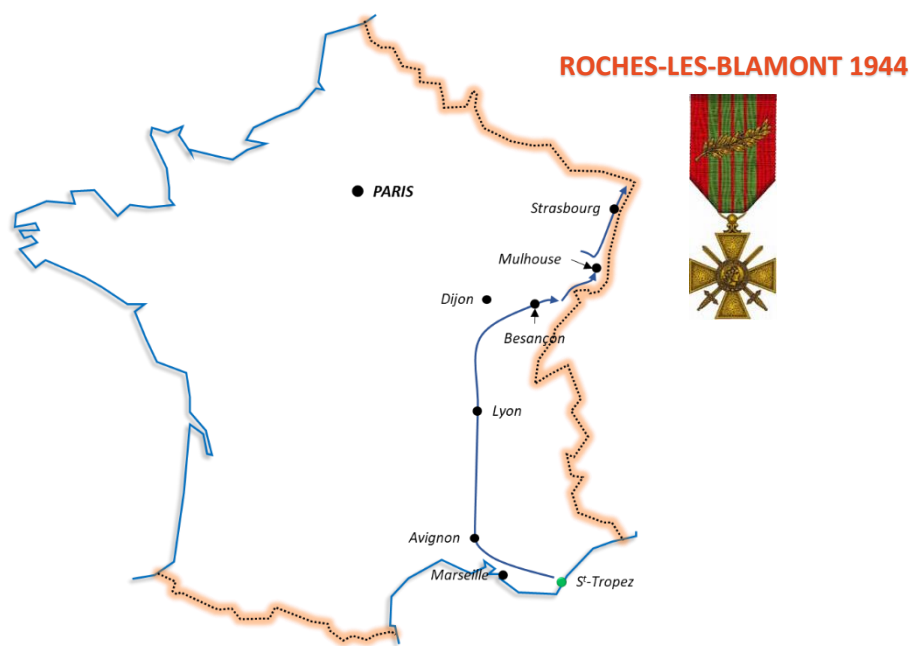 ROCHES-LES-BLAMONT 1944
PARIS
Strasbourg
Mulhouse
Dijon
Besançon
Lyon
Avignon
Marseille
Sᵗ-Tropez